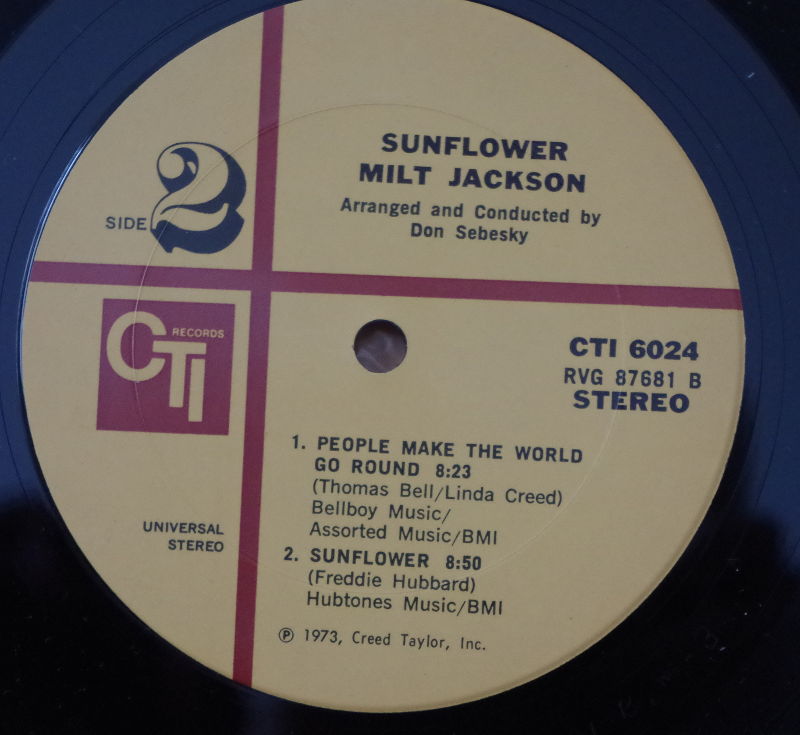 SUNFLOWER
MILT JACKSON
Arranged and Conducted by
Don Sebesky
SIDE 2
CTI RECORDS
CTI 6024
RVG 87681 B
STEREO
1. PEOPLE MAKE THE WORLD
GO ROUND 8:23
(Thomas Bell/Linda Creed)
Bellboy Music/
Assorted Music/BMI
2. SUNFLOWER 8:50
(Freddie Hubbard)
Hubtones Music/BMI
UNIVERSAL
STEREO
℗ 1973, Creed Taylor, Inc.